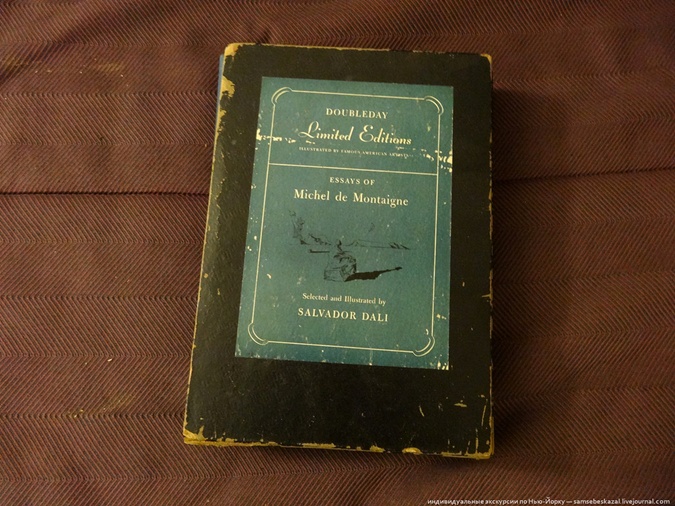 DOUBLEDAY
Limited Editions
ILLUSTRATED BY FAMOUS AMERICAN ARTISTS
ESSAYS OF
Michel de Montaigne
Selected and Illustrated by
SALVADOR DALI
индивидуальные экскурсии по Нью-Йорку — samsebeskazal.livejournal.com